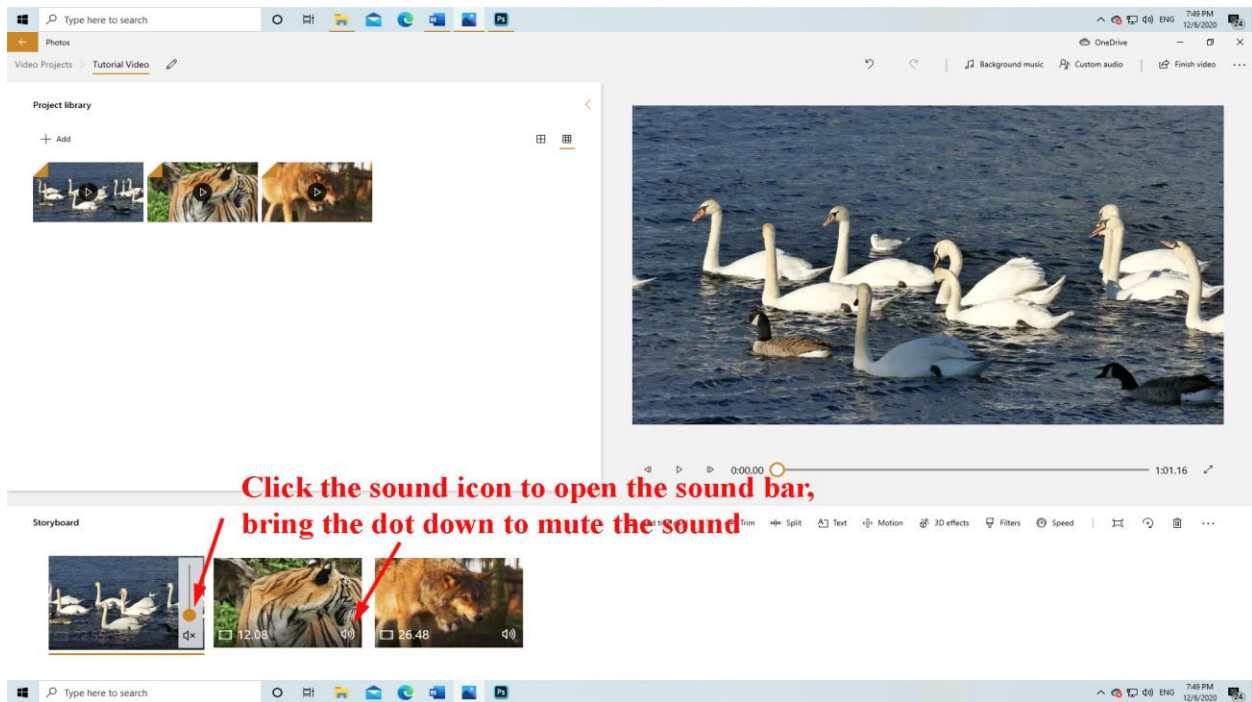 Type here to search
ENG
7:49 PM
12/6/2020
24
Photos
OneDrive
Video Projects > Tutorial Video
Background music
Custom audio
Finish video
...
Project library
+ Add
0:00.00
1:01.16
Click the sound icon to open the sound bar,
bring the dot down to mute the sound
Storyboard
Trim
Split
Text
Motion
3D effects
Filters
Speed
...
12.08
26.48
Type here to search
ENG
7:49 PM
12/6/2020
24